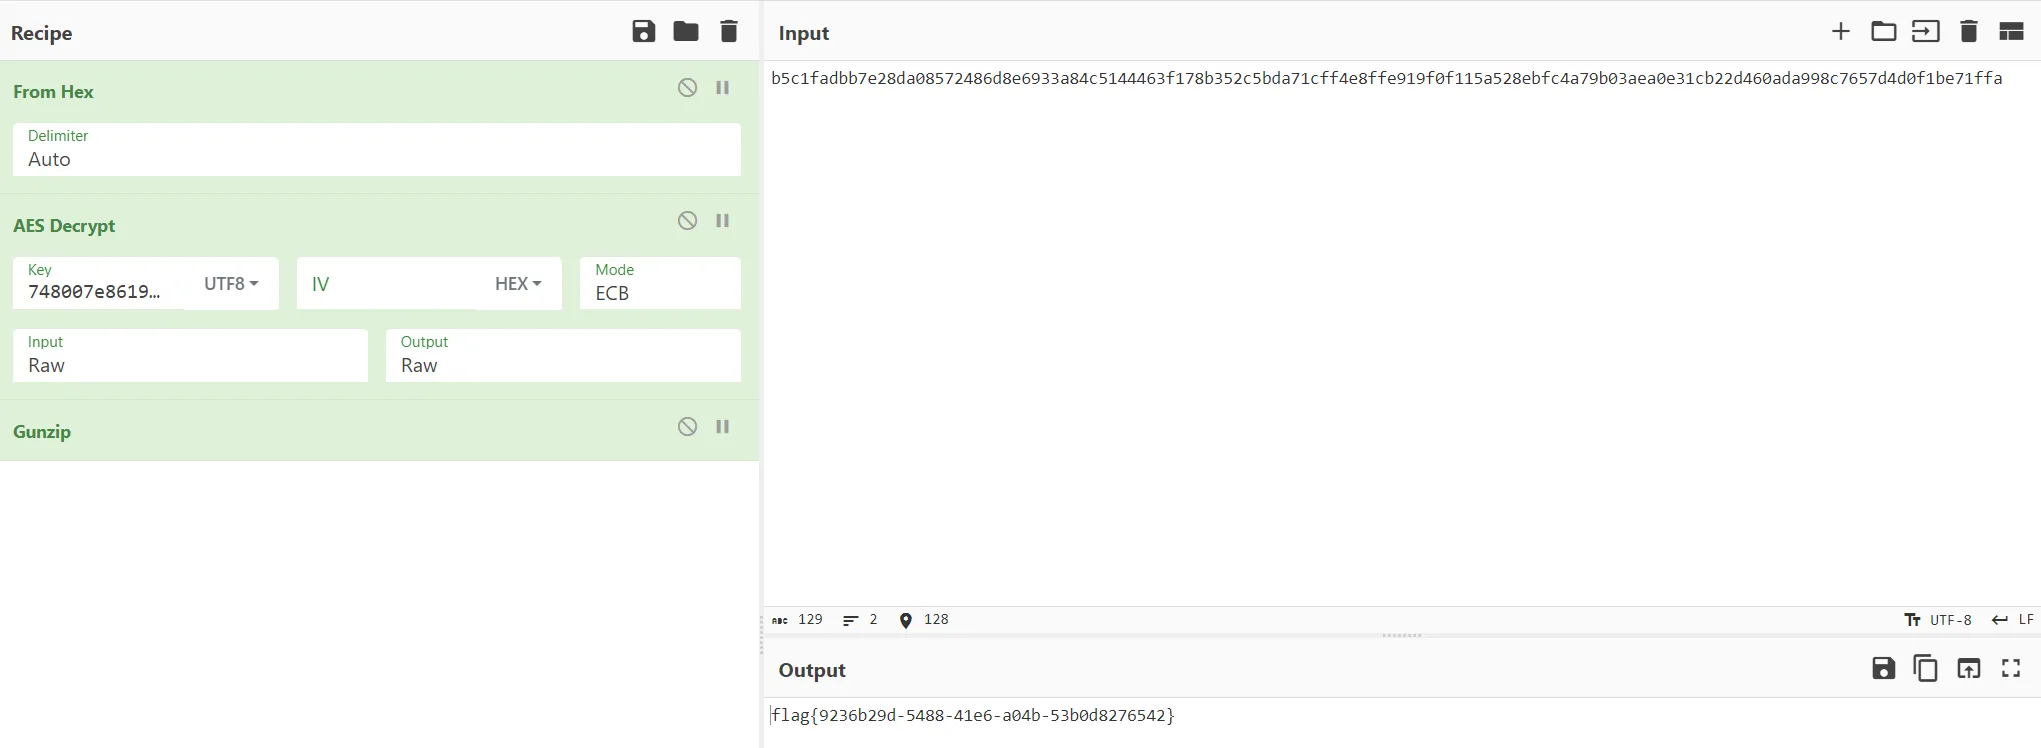 Recipe
From Hex
Delimiter
Auto
AES Decrypt
Key
748007e8619...
UTF8
IV
HEX
Mode
ECB
Input
Raw
Output
Raw
Gunzip
Input
b5c1fadbb7e28da08572486d8e6933a84c5144463f178b352c5bda71cff4e8ffe919f0f115a528ebfc4a79b03aea0e31cb22d460ada998c7657d4d0f1be71ffa
ABC 129 2 128
UTF-8 LF
Output
flag{9236b29d-5488-41e6-a04b-53b0d8276542}